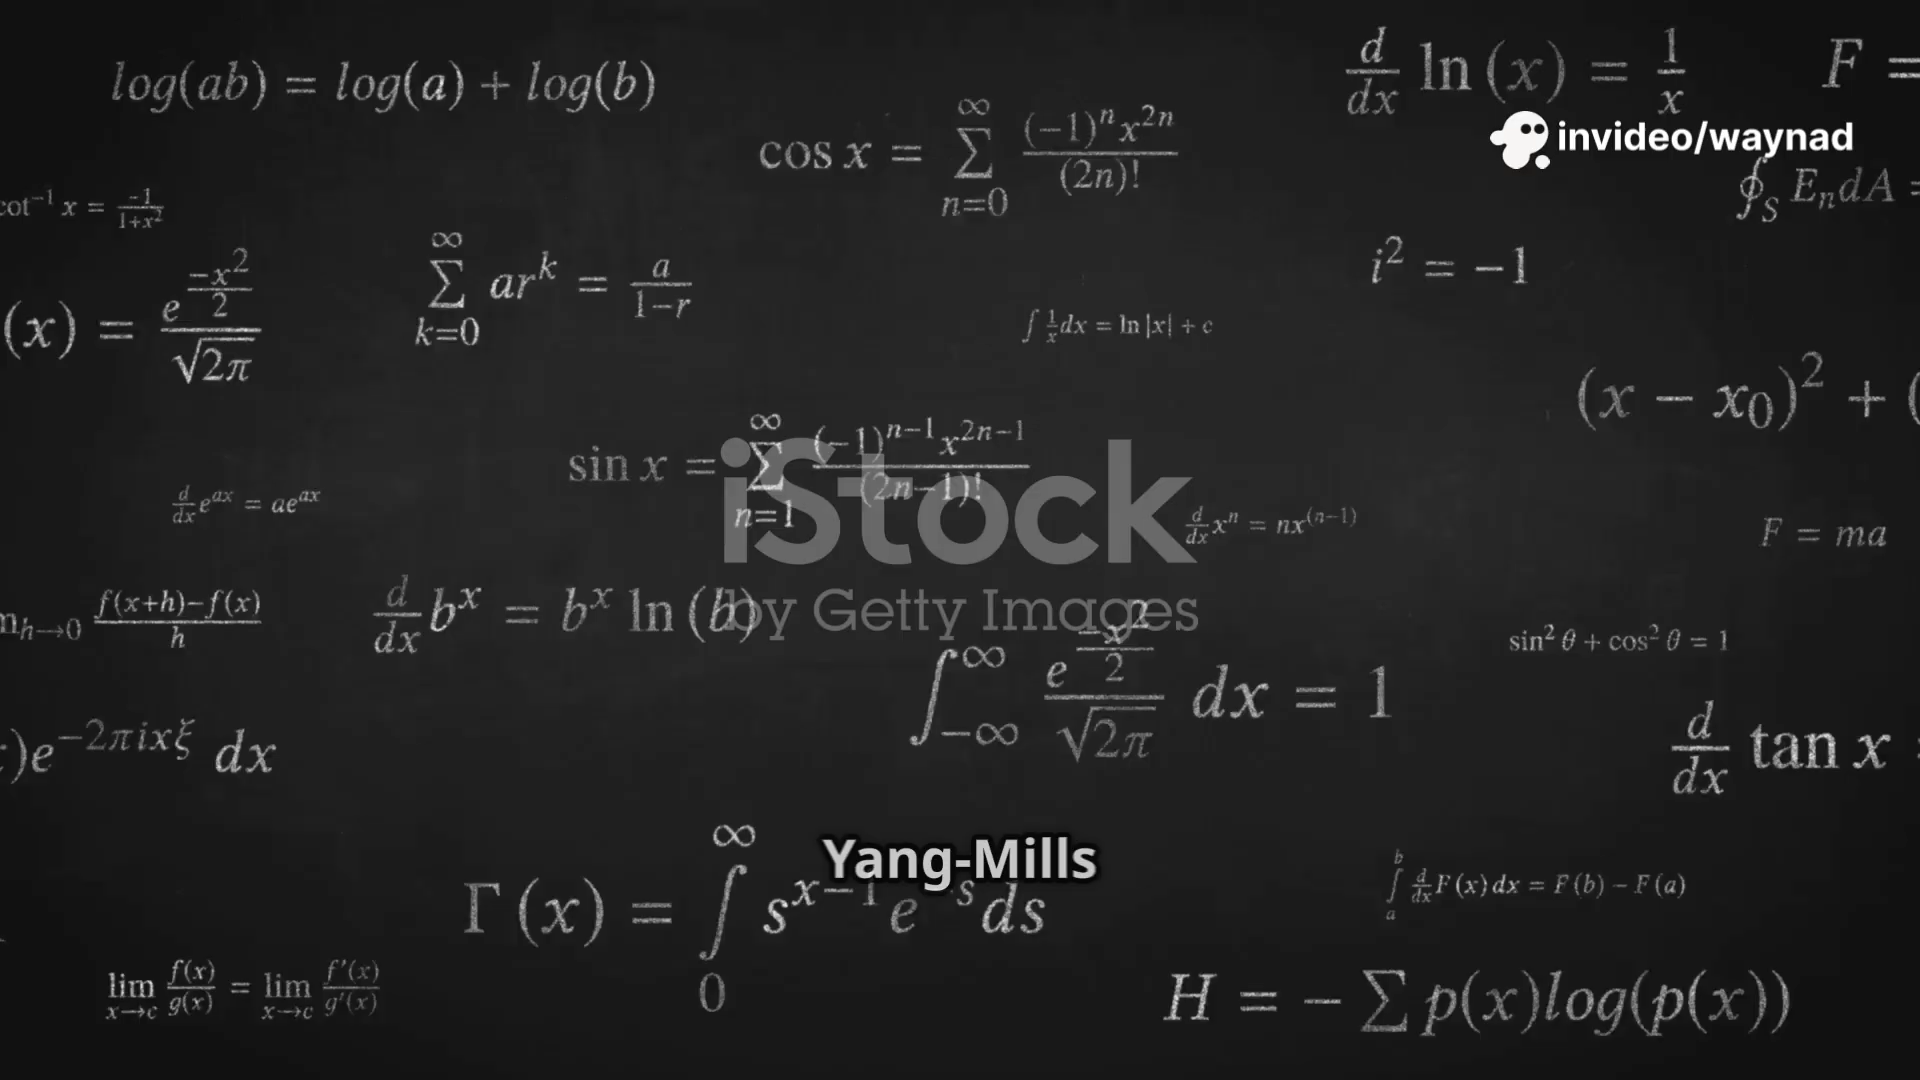 log(ab) = log(a) + log(b)
d/dx ln(x) = 1/x
F =
cos x = ∑_{n=0}^{∞} (−1)^n x^{2n} / (2n)!
invideo/waynad
∮_S E_n dA =
cot^{−1} x = −1/(1+x^2)
∑_{k=0}^{∞} ar^k = a/(1−r)
i^2 = −1
(x) = e^{−x^2/2} / √(2π)
∫ 1/x dx = ln|x| + c
(x − x_0)^2 + (
sin x = ∑_{n=1}^{∞} (−1)^{n−1} x^{2n−1} / (2n−1)!
iStock
by Getty Images
d/dx e^{ax} = ae^{ax}
d/dx x^n = nx^{(n−1)}
F = ma
h→0 (f(x+h)−f(x))/h
d/dx b^x = b^x ln(b)
sin^2 θ + cos^2 θ = 1
∫_{−∞}^{∞} e^{−x^2/2} / √(2π) dx = 1
)e^{−2πixξ} dx
d/dx tan x
Yang-Mills
Γ(x) = ∫_0^∞ s^{x−1} e^{−s} ds
∫_a^b d/dx F(x) dx = F(b) − F(a)
lim_{x→c} f(x)/g(x) = lim_{x→c} f'(x)/g'(x)
H = −∑ p(x)log(p(x))